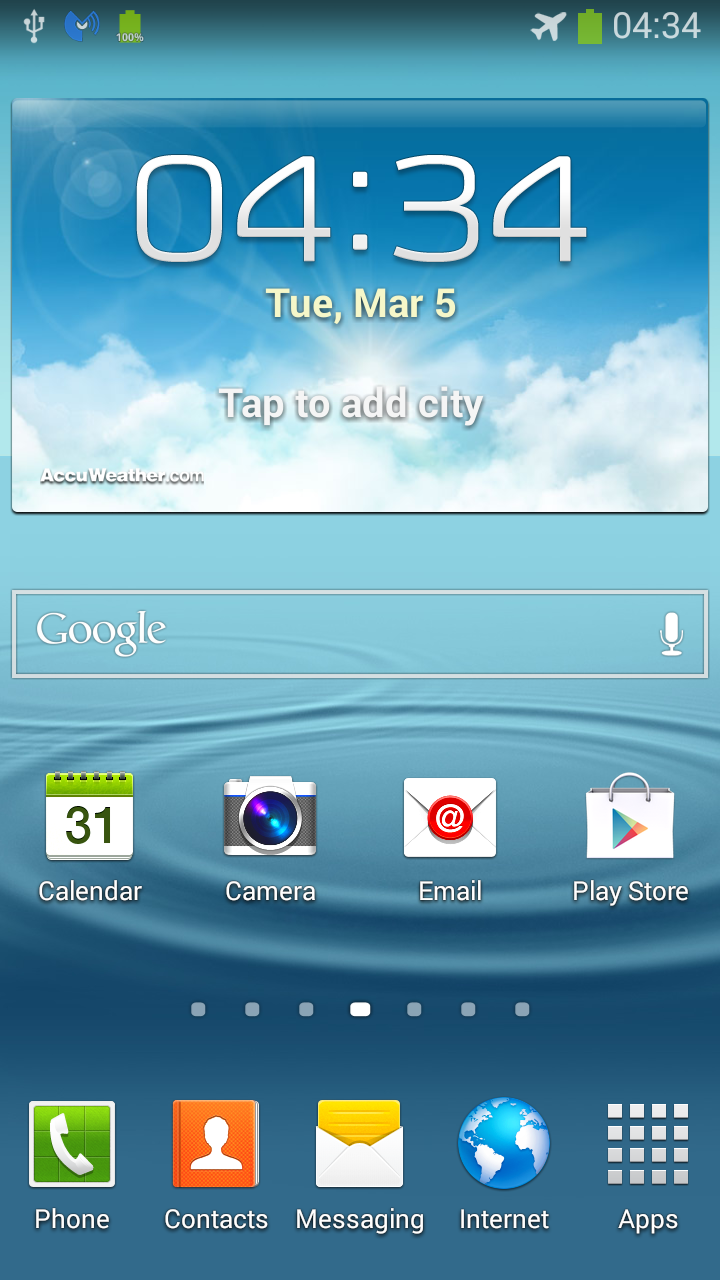 100%
04:34
04:34
Tue, Mar 5
Tap to add city
AccuWeather.com
Google
31
@
Calendar Camera Email Play Store
Phone Contacts Messaging Internet Apps